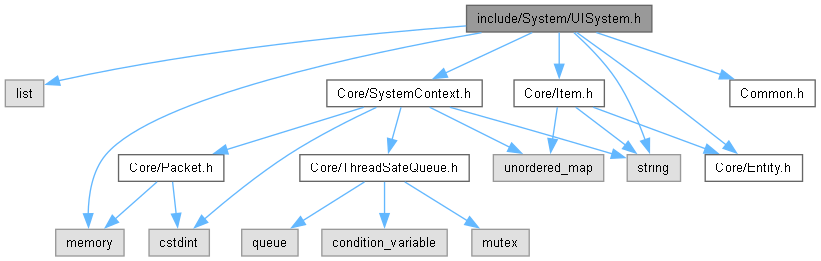 include/System/UISystem.h
list
Core/SystemContext.h
Core/Item.h
Common.h
Core/Packet.h
Core/ThreadSafeQueue.h
unordered_map
string
Core/Entity.h
memory
cstdint
queue
condition_variable
mutex